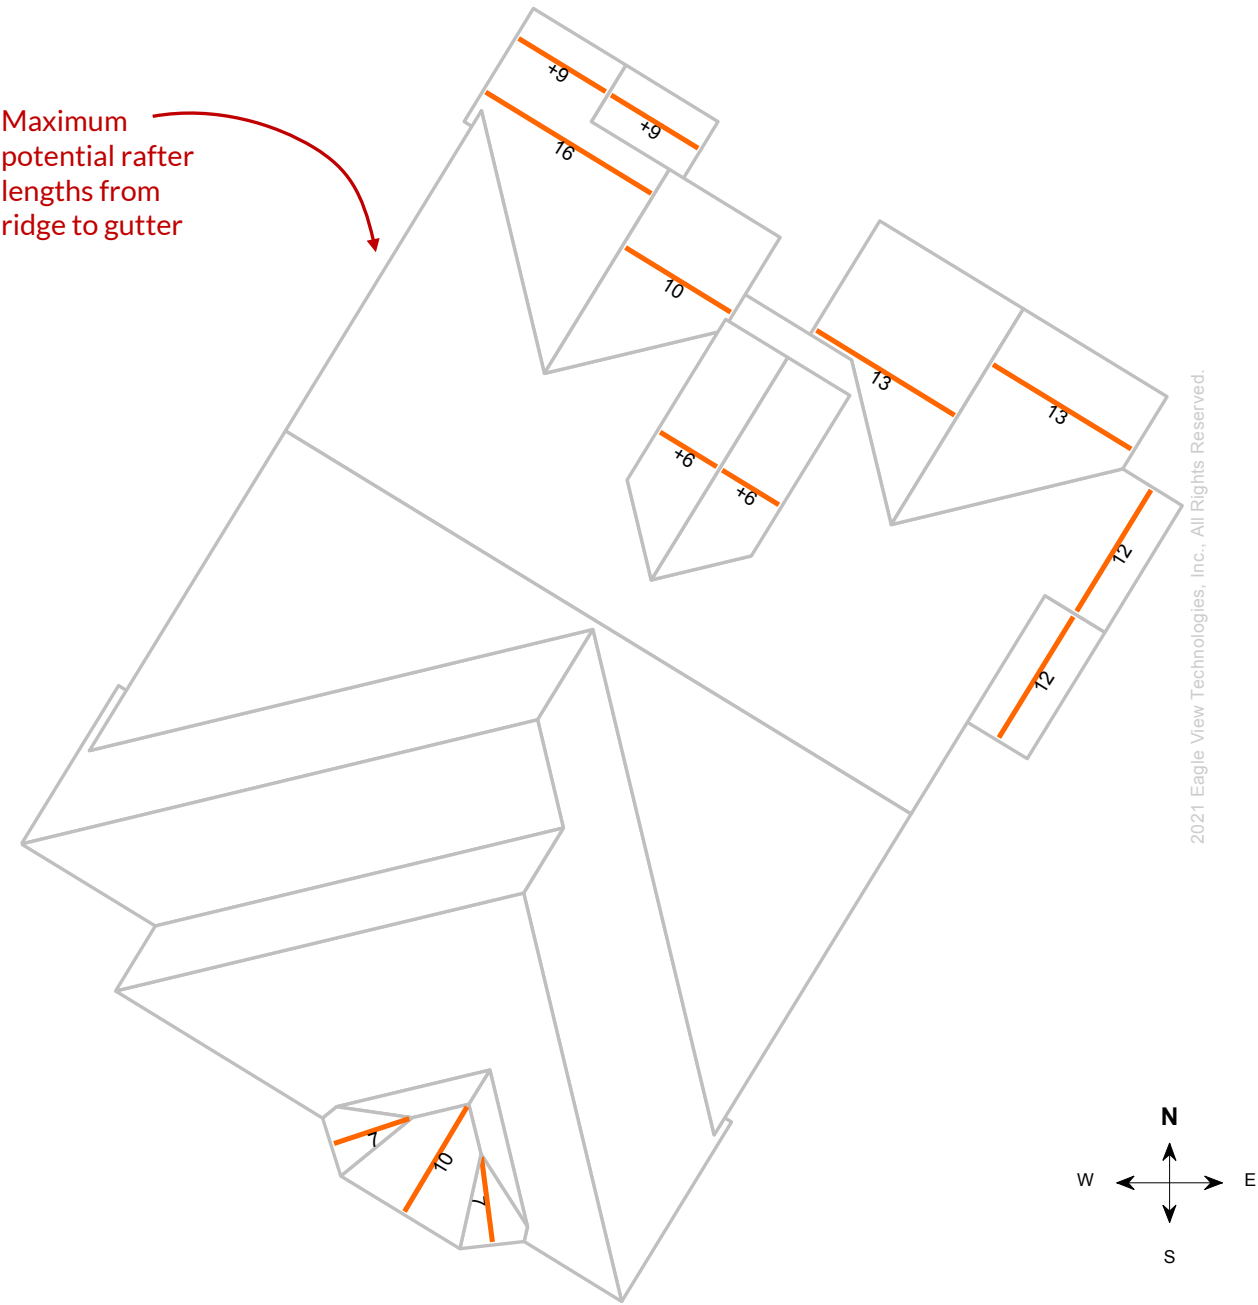 Maximum
potential rafter
lengths from
ridge to gutter
+9
+9
16
10
13
13
+6
+6
12
12
7
10
7
2021 Eagle View Technologies, Inc., All Rights Reserved.
N
W
E
S